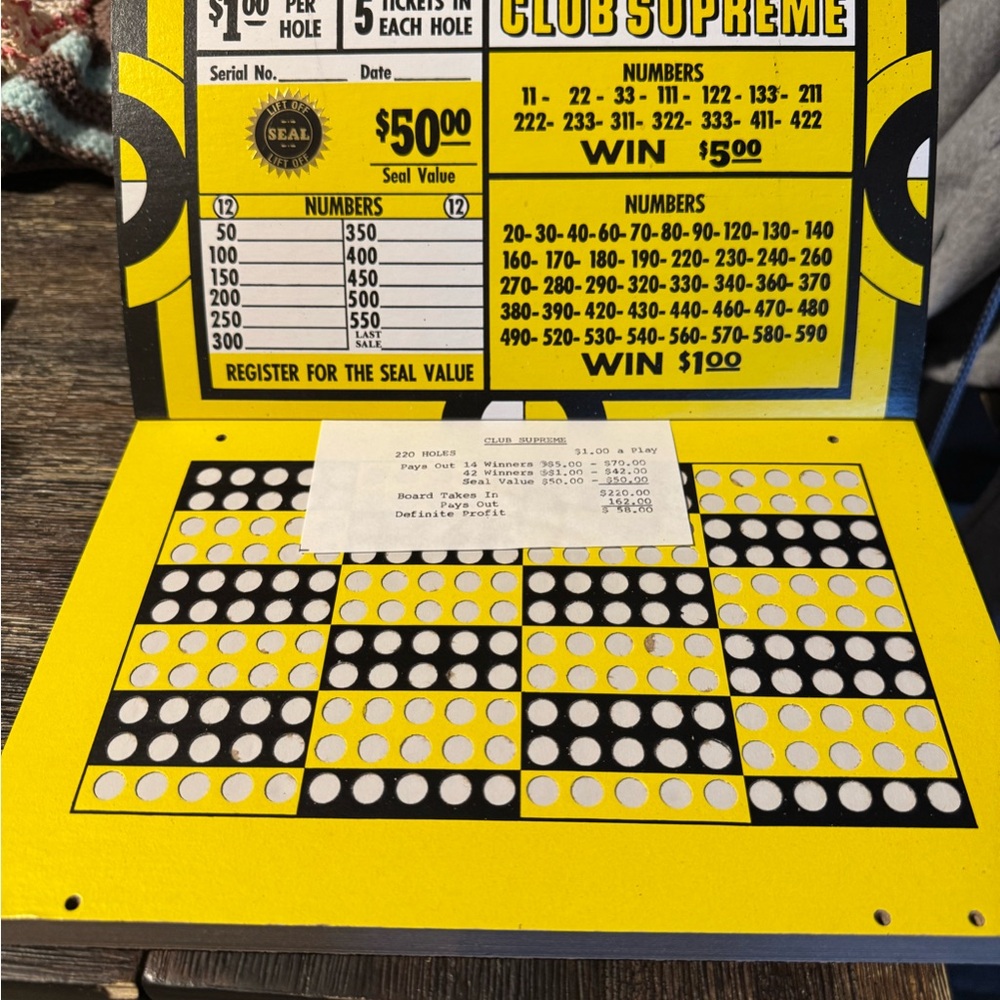 $1.00 PER HOLE
5 TICKETS IN EACH HOLE
CLUB SUPREME
Serial No. Date
LIFT OFF
SEAL
LIFT OFF
$50.00
Seal Value
12 NUMBERS 12
50 350
100 400
150 450
200 500
250 550
300 LAST SALE
REGISTER FOR THE SEAL VALUE
NUMBERS
11 - 22 - 33 - 111 - 122 - 133 - 211
222 - 233 - 311 - 322 - 333 - 411 - 422
WIN $5.00
NUMBERS
20-30-40-60-70-80-90-120-130-140
160-170-180-190-220-230-240-260
270-280-290-320-330-340-360-370
380-390-420-430-440-460-470-480
490-520-530-540-560-570-580-590
WIN $1.00
CLUB SUPREME
220 HOLES $1.00 a Play
Pays Out 14 Winners @$5.00 - $70.00
42 Winners @$1.00 - $42.00
Seal Value $50.00 - $50.00
Board Takes In $220.00
Pays Out 162.00
Definite Profit $ 58.00